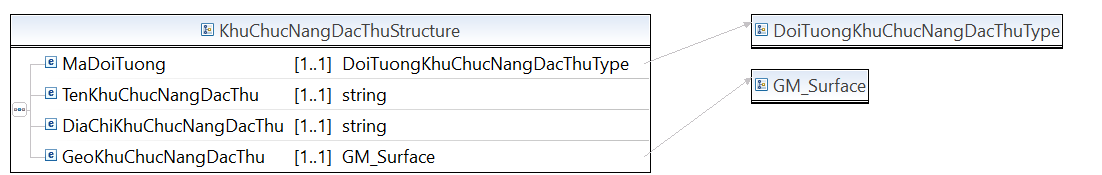 KhuChucNangDacThuStructure
MaDoiTuong [1..1] DoiTuongKhuChucNangDacThuType
TenKhuChucNangDacThu [1..1] string
DiaChiKhuChucNangDacThu [1..1] string
GeoKhuChucNangDacThu [1..1] GM_Surface
DoiTuongKhuChucNangDacThuType
GM_Surface